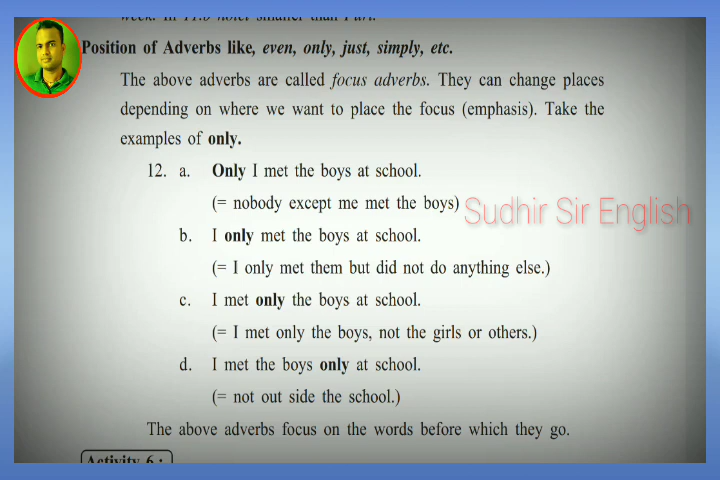 Position of Adverbs like, even, only, just, simply, etc.
The above adverbs are called focus adverbs. They can change places
depending on where we want to place the focus (emphasis). Take the
examples of only.
12. a. Only I met the boys at school.
(= nobody except me met the boys)
Sudhir Sir English
b. I only met the boys at school.
(= I only met them but did not do anything else.)
c. I met only the boys at school.
(= I met only the boys, not the girls or others.)
d. I met the boys only at school.
(= not out side the school.)
The above adverbs focus on the words before which they go.
Activity 6 :